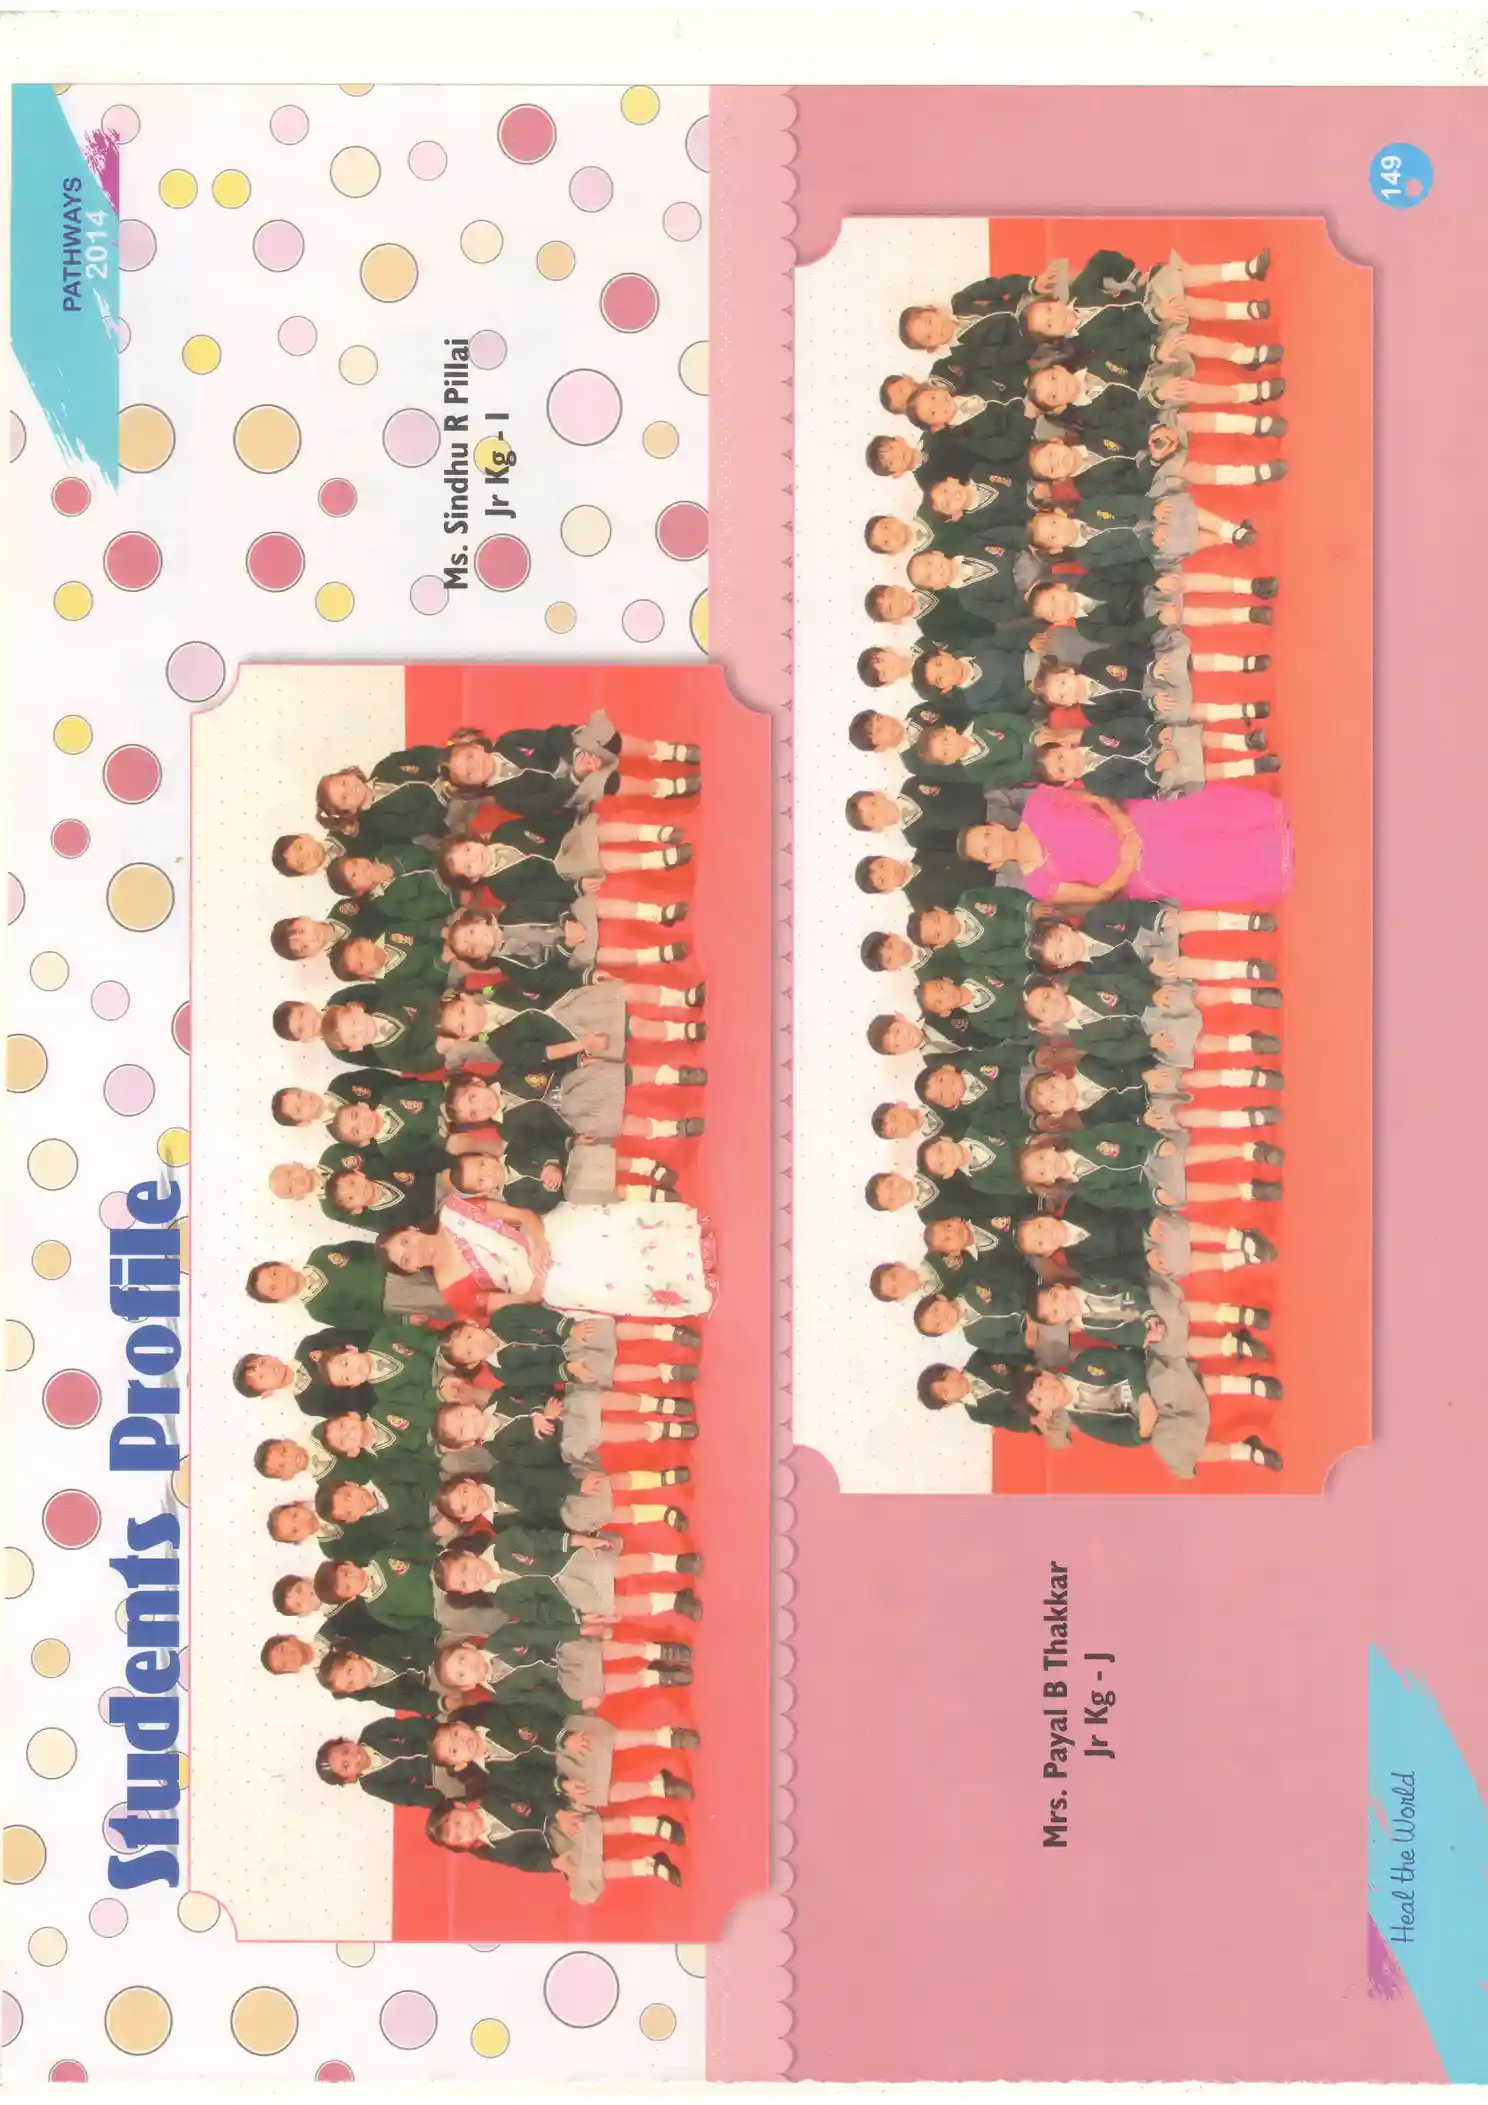 PATHWAYS
2014
Students Profile
Ms. Sindhu R Pillai
Jr Kg - I
Mrs. Payal B Thakkar
Jr Kg - J
Heal the World
149